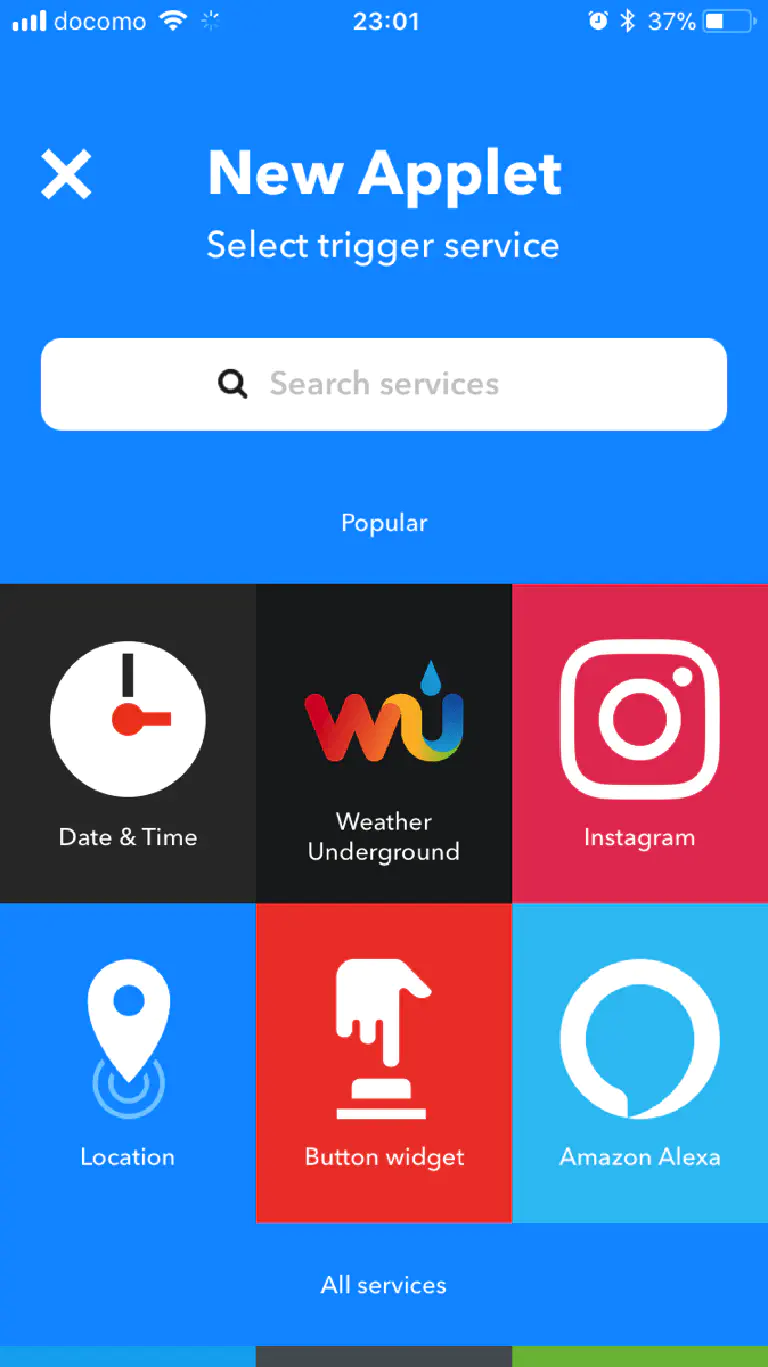 docomo 23:01 37%
New Applet
Select trigger service
Search services
Popular
WU
Date & Time
Weather
Underground
Instagram
Location
Button widget
Amazon Alexa
All services